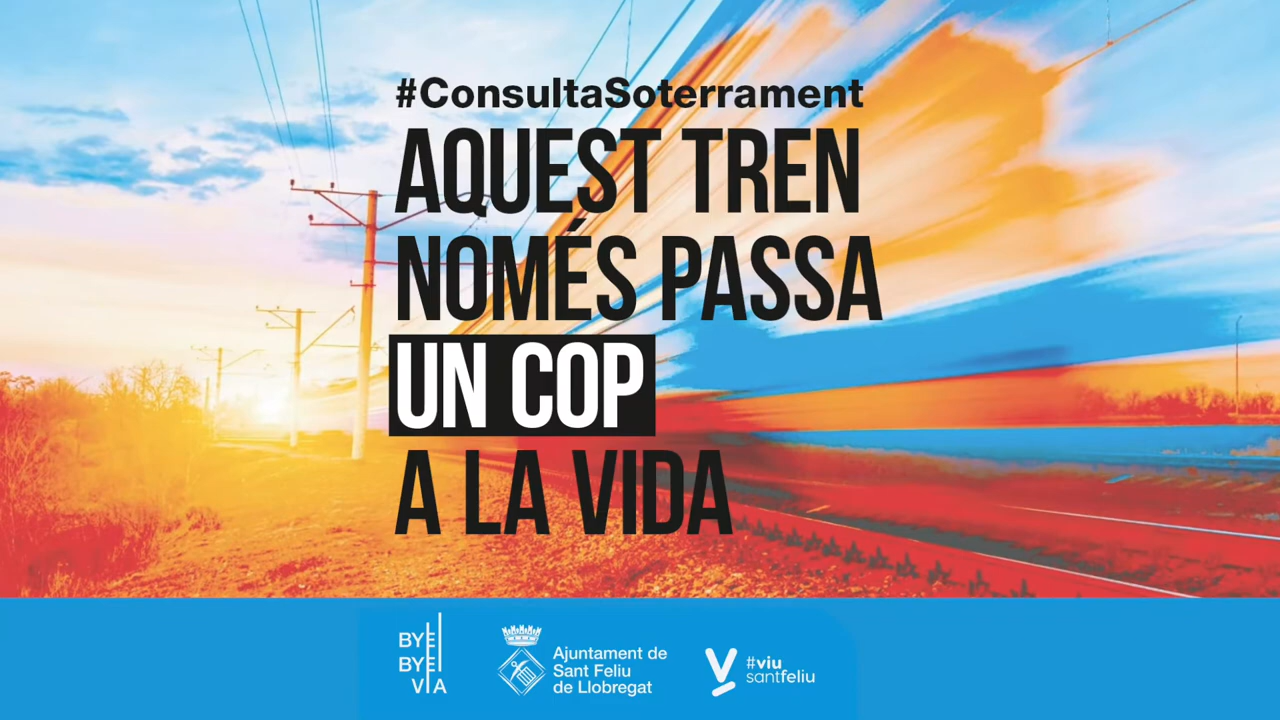 #ConsultaSoterrament
AQUEST TREN
NOMÉS PASSA
UN COP
A LA VIDA
BYE
BYE
VIA
Ajuntament de
Sant Feliu
de Llobregat
#viu
santfeliu